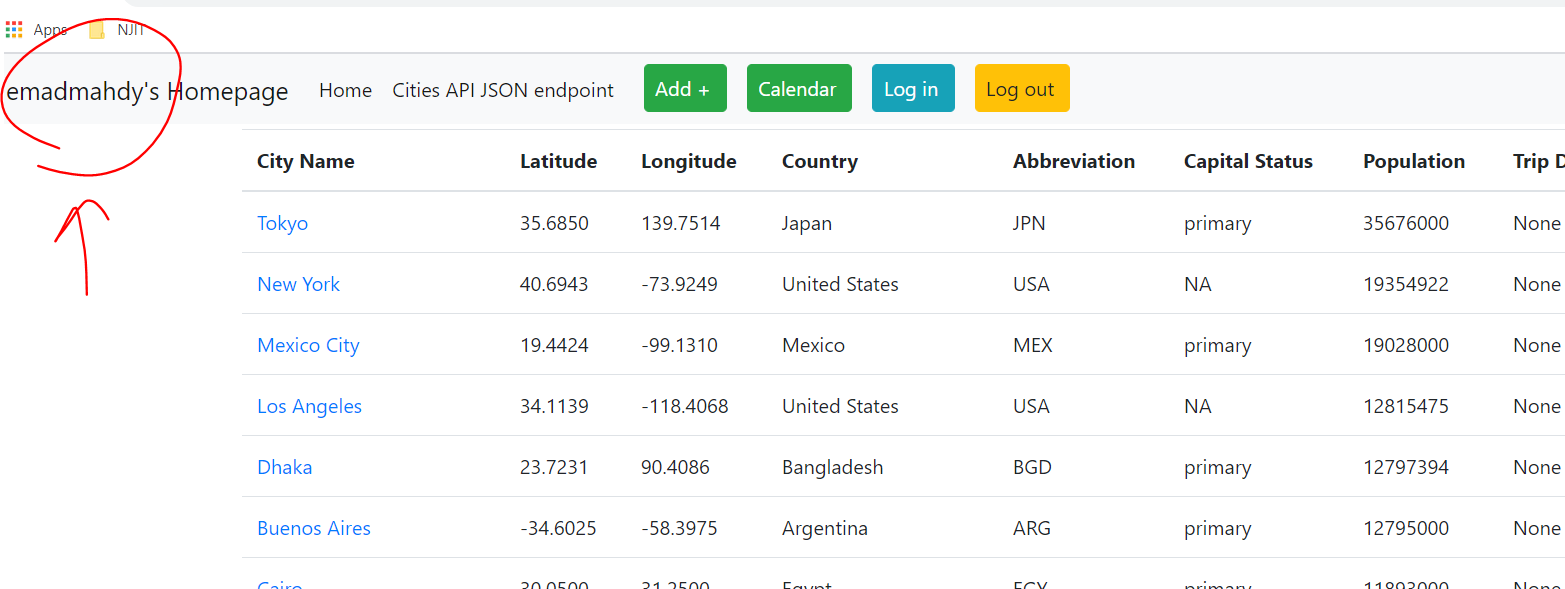 Apps NJIT
emadmahdy's Homepage Home Cities API JSON endpoint Add + Calendar Log in Log out
City Name Latitude Longitude Country Abbreviation Capital Status Population Trip D
Tokyo 35.6850 139.7514 Japan JPN primary 35676000 None
New York 40.6943 -73.9249 United States USA NA 19354922 None
Mexico City 19.4424 -99.1310 Mexico MEX primary 19028000 None
Los Angeles 34.1139 -118.4068 United States USA NA 12815475 None
Dhaka 23.7231 90.4086 Bangladesh BGD primary 12797394 None
Buenos Aires -34.6025 -58.3975 Argentina ARG primary 12795000 None
Cairo 30.0500 31.2500 Egypt EGY primary 11893000 None